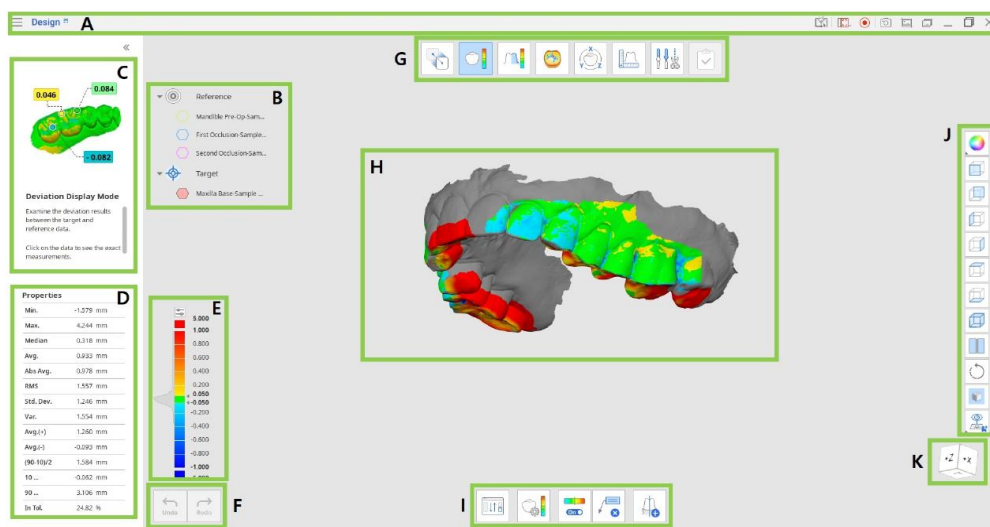 Design
A
G
C
0.046
0.084
-0.082
Deviation Display Mode
Examine the deviation results
between the target and
reference data.
Click on the data to see the exact
measurements.
B
Reference
Mandible Pre-Op-Sam...
First Occlusion-Sample...
Second Occlusion-Sam...
Target
Maxilla Base-Sample ...
D
Properties
Min. -1.579 mm
Max. 4.244 mm
Median 0.318 mm
Avg. 0.933 mm
Abs Avg. 0.978 mm
RMS 1.557 mm
Std. Dev. 1.246 mm
Var. 1.554 mm
Avg.(+) 1.260 mm
Avg.(-) -0.093 mm
(90-10)/2 1.584 mm
10 ... -0.062 mm
90 ... 3.106 mm
In Tol. 24.82 %
E
5.000
1.000
0.800
0.600
0.400
0.200
+ 0.050
+-0.050
-0.200
-0.400
-0.600
-0.800
-1.000
F
Undo
Redo
H
I
On
J
K
Z
X